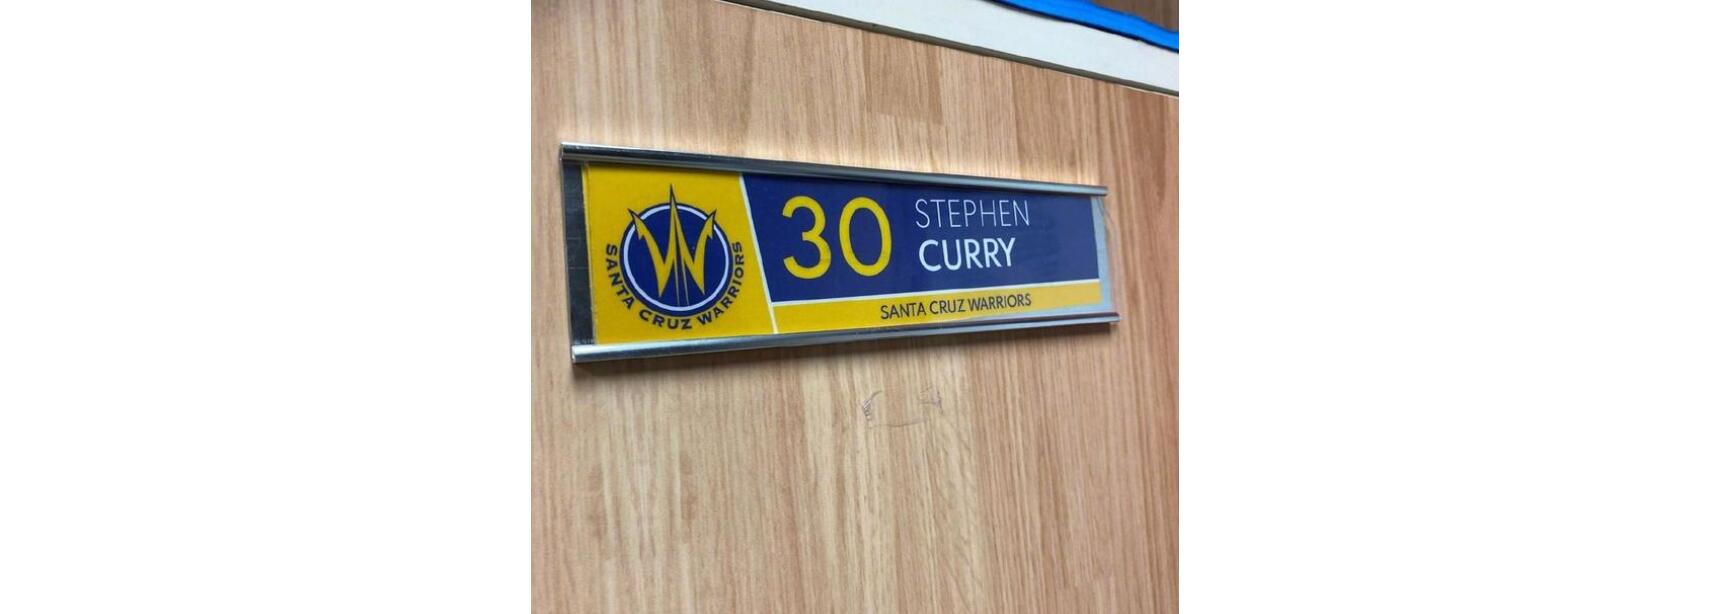 SANTA CRUZ WARRIORS
30
STEPHEN
CURRY
SANTA CRUZ WARRIORS